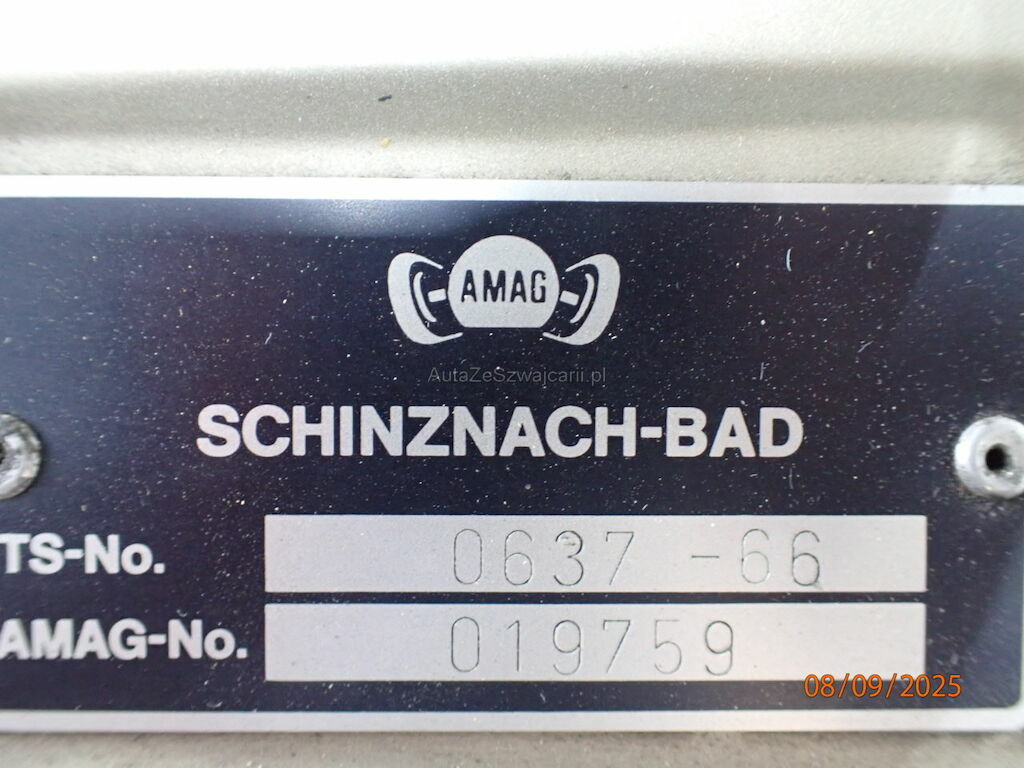 AMAG
AutaZeSzwajcarii.pl
SCHINZNACH-BAD
TS-No. 0637 -66
AMAG-No. 019759
08/09/2025